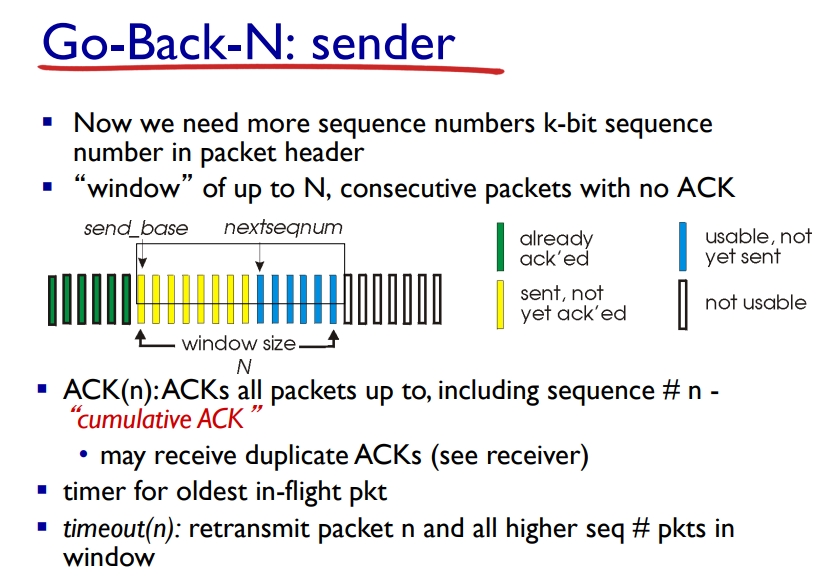 Go-Back-N: sender
Now we need more sequence numbers k-bit sequence
number in packet header
“window” of up to N, consecutive packets with no ACK
send_base nextseqnum
already
ack'ed
usable, not
yet sent
sent, not
yet ack'ed
not usable
window size
N
ACK(n): ACKs all packets up to, including sequence # n -
“cumulative ACK ”
may receive duplicate ACKs (see receiver)
timer for oldest in-flight pkt
timeout(n): retransmit packet n and all higher seq # pkts in
window